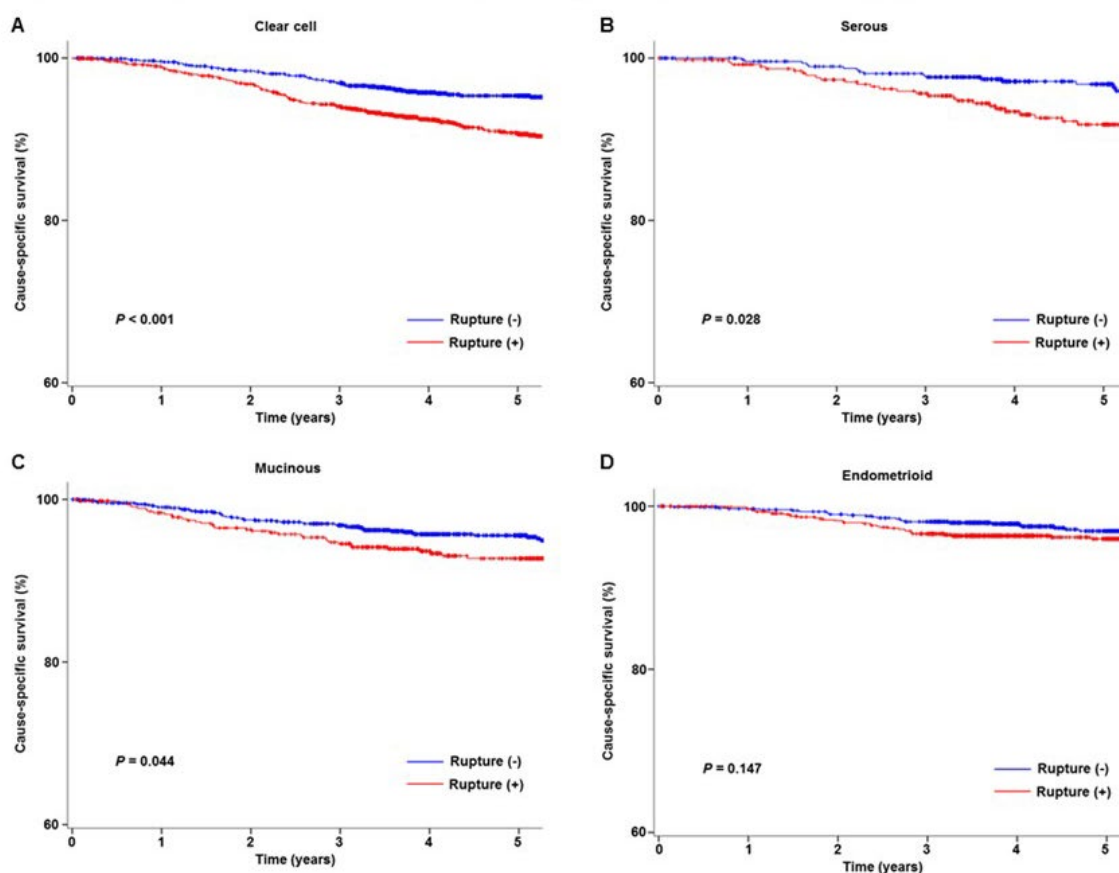 A
Clear cell
Cause-specific survival (%)
100
80
60
P < 0.001
Rupture (-)
Rupture (+)
0 1 2 3 4 5
Time (years)
B
Serous
Cause-specific survival (%)
100
80
60
P = 0.028
Rupture (-)
Rupture (+)
0 1 2 3 4 5
Time (years)
C
Mucinous
Cause-specific survival (%)
100
80
60
P = 0.044
Rupture (-)
Rupture (+)
0 1 2 3 4 5
Time (years)
D
Endometrioid
Cause-specific survival (%)
100
80
60
P = 0.147
Rupture (-)
Rupture (+)
0 1 2 3 4 5
Time (years)